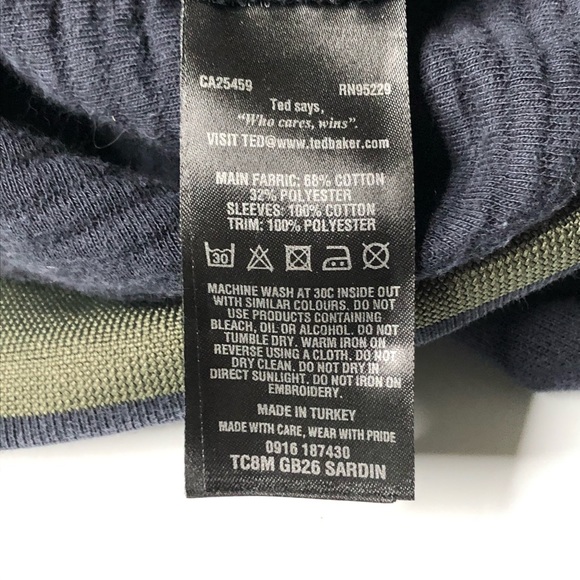 CA25459 RN95229
Ted says,
"Who cares, wins".
VISIT TED@www.tedbaker.com
MAIN FABRIC: 68% COTTON
32% POLYESTER
SLEEVES: 100% COTTON
TRIM: 100% POLYESTER
30
MACHINE WASH AT 30C INSIDE OUT
WITH SIMILAR COLOURS. DO NOT
USE PRODUCTS CONTAINING
BLEACH, OIL OR ALCOHOL. DO NOT
TUMBLE DRY. WARM IRON ON
REVERSE USING A CLOTH. DO NOT
DRY CLEAN. DO NOT DRY IN
DIRECT SUNLIGHT. DO NOT IRON ON
EMBROIDERY.
MADE IN TURKEY
MADE WITH CARE, WEAR WITH PRIDE
0916 187430
TC8M GB26 SARDIN